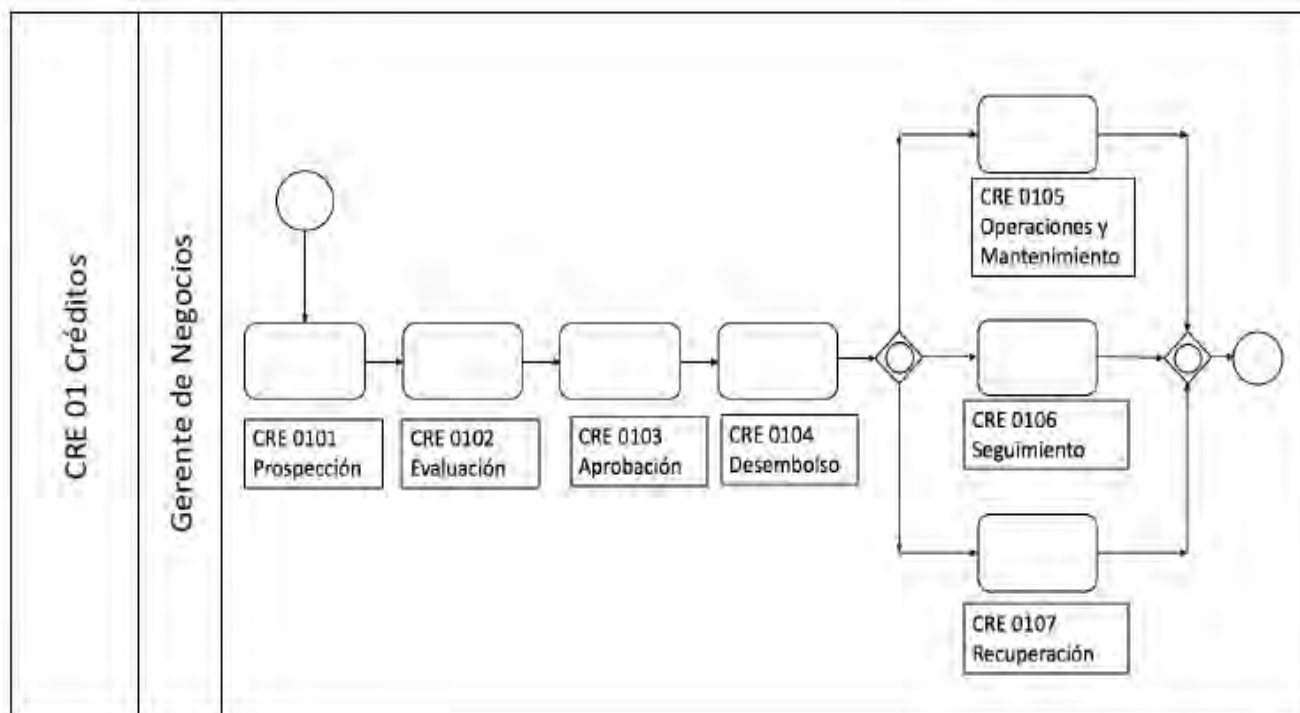 CRE 01 Créditos
Gerente de Negocios
CRE 0101
Prospección
CRE 0102
Evaluación
CRE 0103
Aprobación
CRE 0104
Desembolso
CRE 0105
Operaciones y
Mantenimiento
CRE 0106
Seguimiento
CRE 0107
Recuperación